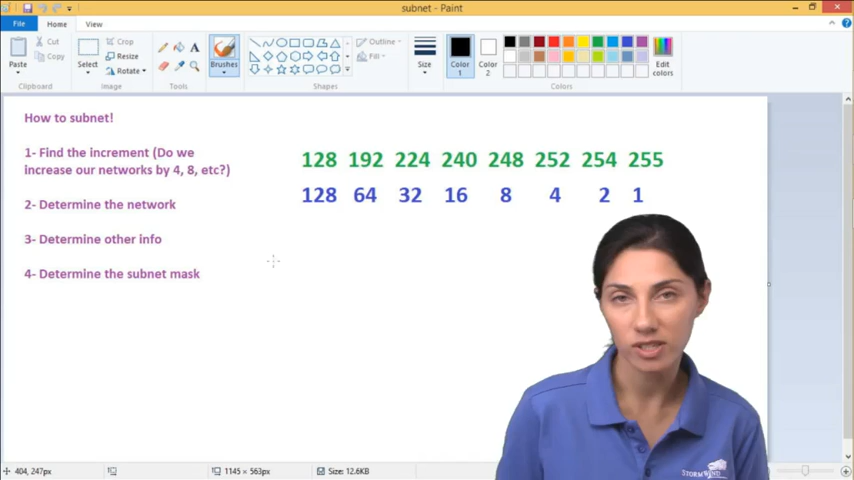 subnet - Paint
File
Home
View
Paste
Cut
Copy
Clipboard
Select
Crop
Resize
Rotate
Image
Tools
Brushes
Shapes
Outline
Fill
Size
Color
1
Color
2
Edit
colors
Colors
How to subnet!
1- Find the increment (Do we
increase our networks by 4, 8, etc?)
2- Determine the network
3- Determine other info
4- Determine the subnet mask
128 192 224 240 248 252 254 255
128 64 32 16 8 4 2 1
STORMWIND
404, 247px
1145 × 563px
Size: 12.6KB